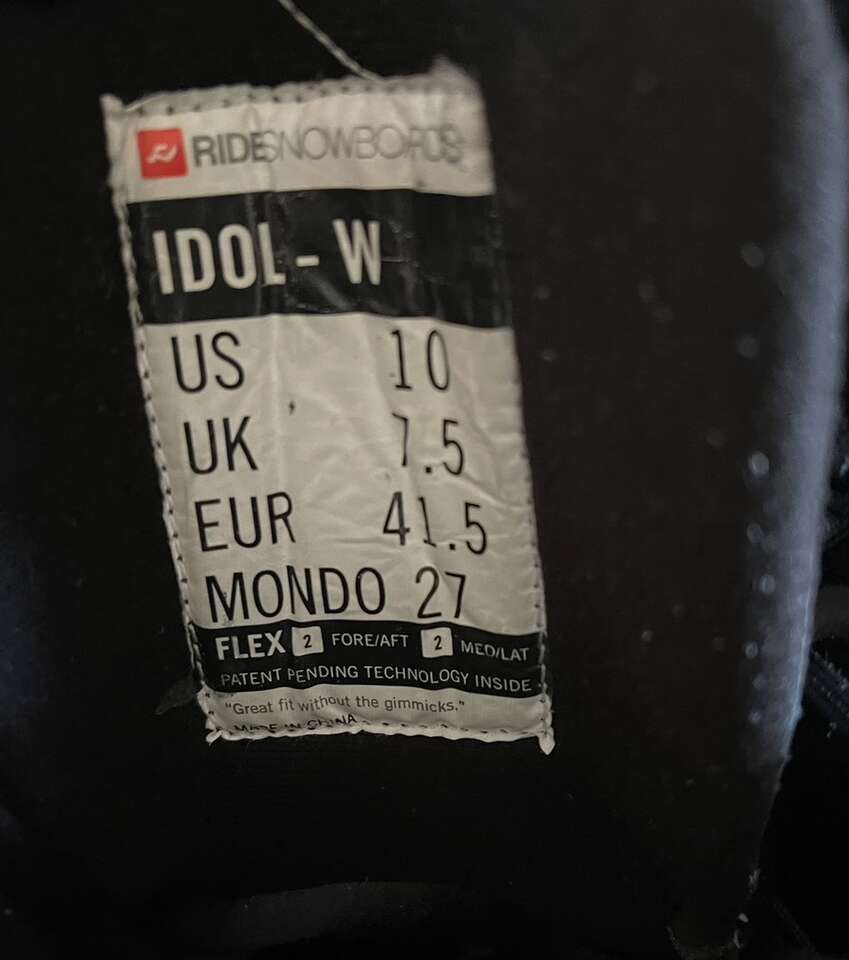 RIDESNOWBOARDS
IDOL - W
US 10
UK 7.5
EUR 41.5
MONDO 27
FLEX 2 FORE/AFT 2 MED/LAT
PATENT PENDING TECHNOLOGY INSIDE
"Great fit without the gimmicks."
MADE IN CHINA